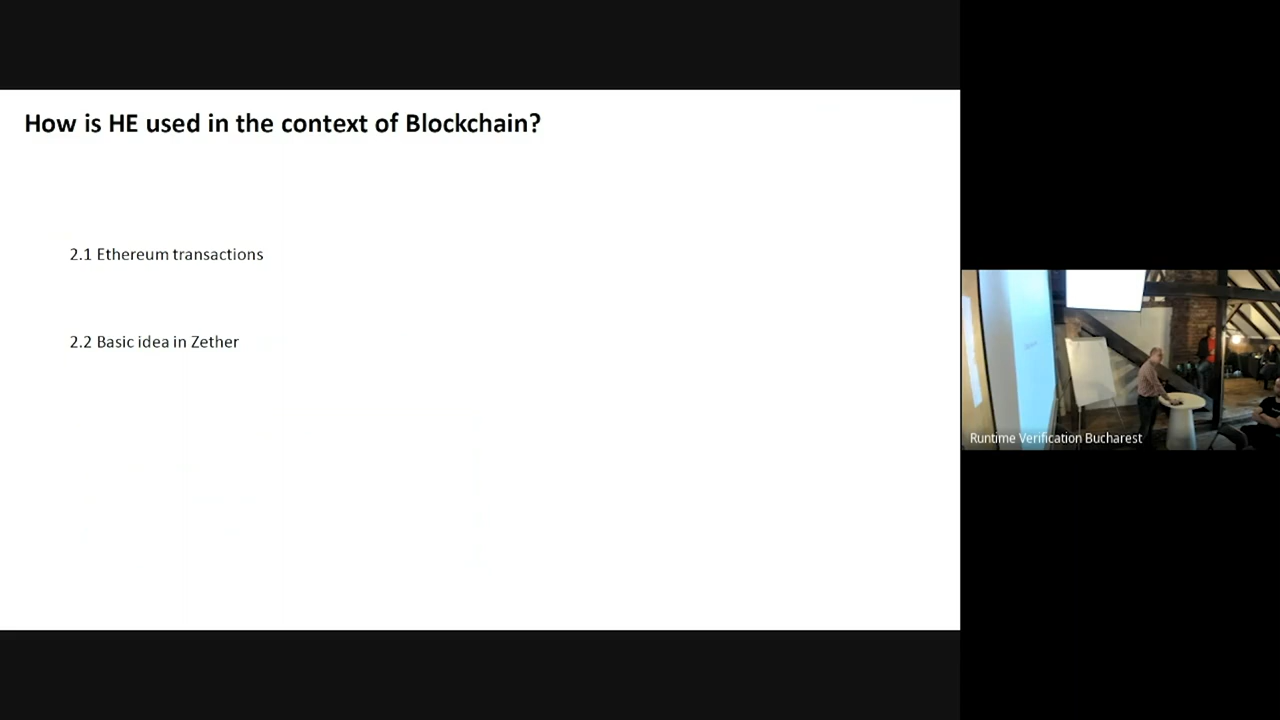 How is HE used in the context of Blockchain?
2.1 Ethereum transactions
2.2 Basic idea in Zether
Runtime Verification Bucharest